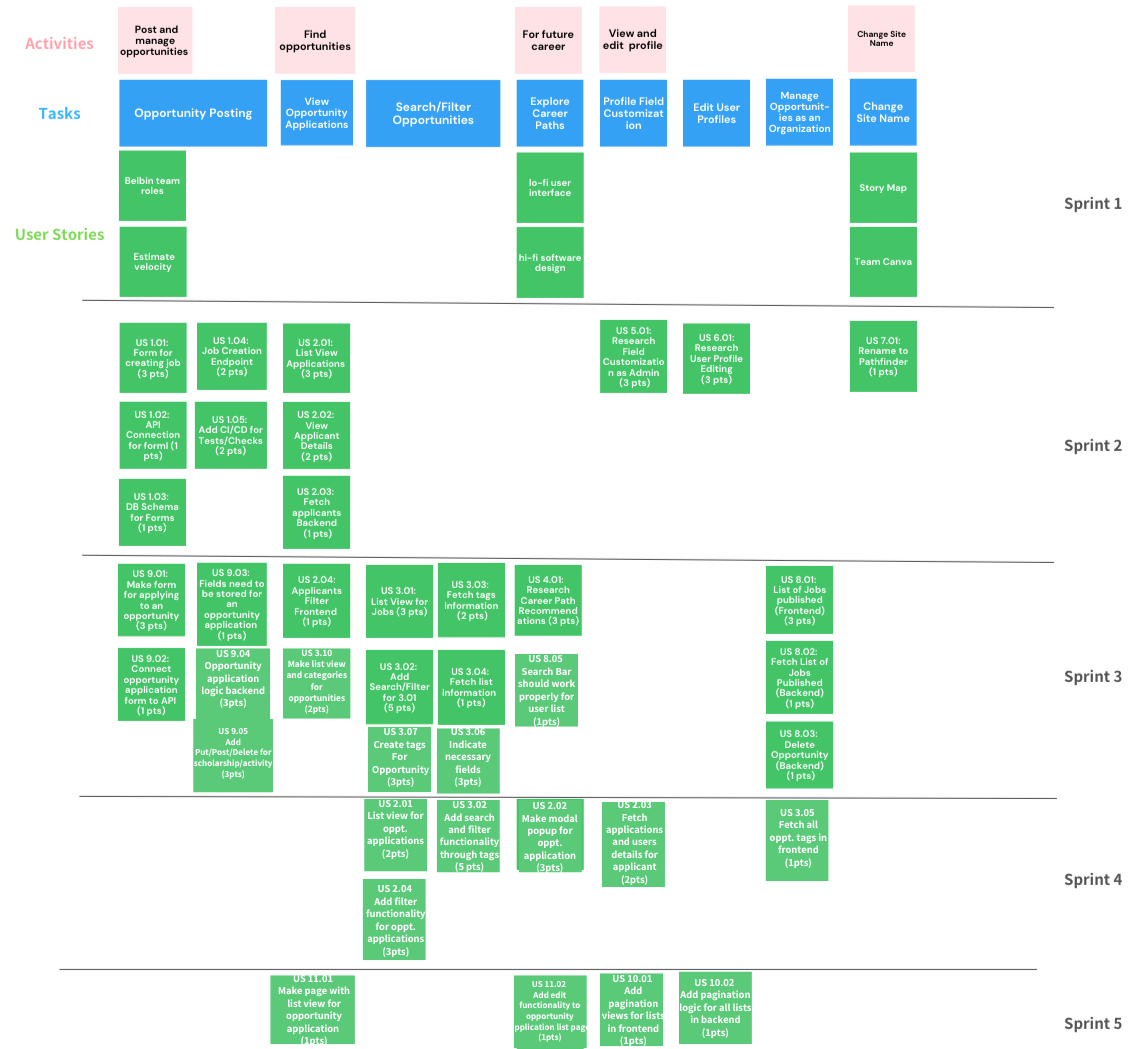 Activities
Post and
manage
opportunities
Find
opportunities
For future
career
View and
edit profile
Change Site
Name
Tasks
Opportunity Posting
View
Opportunity
Applications
Search/Filter
Opportunities
Explore
Career
Paths
Profile Field
Customizat
ion
Edit User
Profiles
Manage
Opportunit-
ies as an
Organization
Change
Site Name
User Stories
Belbin team
roles
lo-fi user
interface
Story Map
Sprint 1
Estimate
velocity
hi-fi software
design
Team Canva
US 1.01:
Form for
creating job
(3 pts)
US 1.04:
Job Creation
Endpoint
(2 pts)
US 2.01:
List View
Applications
(3 pts)
US 5.01:
Research
Field
Customizatio
n as Admin
(3 pts)
US 6.01:
Research
User Profile
Editing
(3 pts)
US 7.01:
Rename to
Pathfinder
(1 pts)
US 1.02:
API
Connection
for forml (1
pts)
US 1.05:
Add CI/CD for
Tests/Checks
(2 pts)
US 2.02:
View
Applicant
Details
(2 pts)
Sprint 2
US 1.03:
DB Schema
for Forms
(1 pts)
US 2.03:
Fetch
applicants
Backend
(1 pts)
US 9.01:
Make form
for applying
to an
opportunity
(3 pts)
US 9.03:
Fields need to
be stored for
an
opportunity
application
(1 pts)
US 2.04:
Applicants
Filter
Frontend
(1 pts)
US 3.01:
List View for
Jobs (3 pts)
US 3.03:
Fetch tags
information
(2 pts)
US 4.01:
Research
Career Path
Recommend
ations (3 pts)
US 8.01:
List of Jobs
published
(Frontend)
(3 pts)
US 9.02:
Connect
opportunity
application
form to API
(1 pts)
US 9.04
Opportunity
application
logic backend
(3pts)
US 3.10
Make list view
and categories
for
opportunities
(2pts)
US 3.02:
Add
Search/Filter
for 3.01
(5 pts)
US 3.04:
Fetch list
information
(1 pts)
US 8.05
Search Bar
should work
properly for
user list
(1pts)
US 8.02:
Fetch List of
Jobs
Published
(Backend)
(1 pts)
Sprint 3
US 9.05
Add
Put/Post/Delete for
scholarship/activity
(3pts)
US 3.07
Create tags
For
Opportunity
(3pts)
US 3.06
Indicate
necessary
fields
(3pts)
US 8.03:
Delete
Opportunity
(Backend)
(1 pts)
US 2.01
List view for
oppt.
applications
(2pts)
US 3.02
Add search
and filter
functionality
through tags
(5 pts)
US 2.02
Make modal
popup for
oppt.
application
(3pts)
US 2.03
Fetch
applications
and users
details for
applicant
(2pts)
US 3.05
Fetch all
oppt. tags in
frontend
(1pts)
Sprint 4
US 2.04
Add filter
functionality
for oppt.
applications
(3pts)
US 11.01
Make page with
list view for
opportunity
application
(1pts)
US 11.02
Add edit
functionality to
opportunity
pplication list page
(1pts)
US 10.01
Add
pagination
views for lists
in frontend
(1pts)
US 10.02
Add pagination
logic for all lists
in backend
(1pts)
Sprint 5